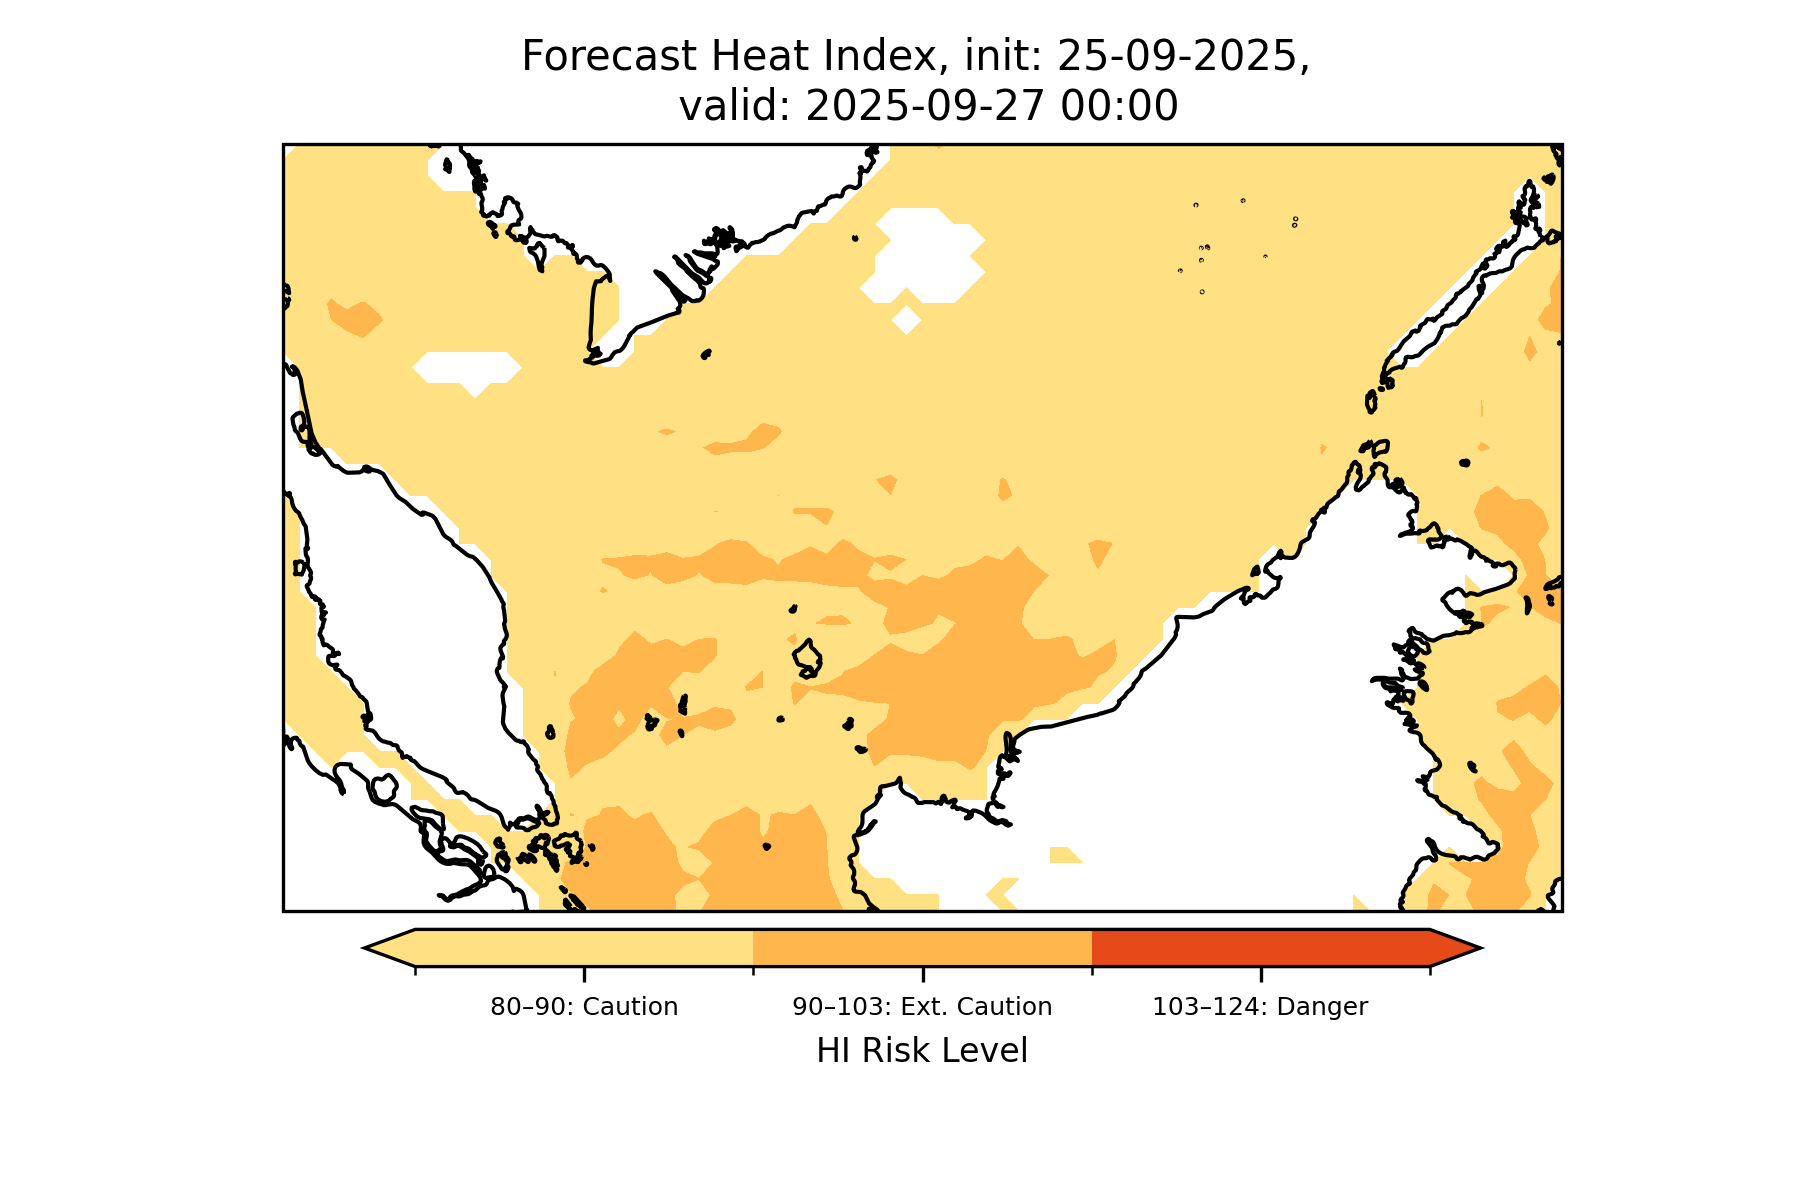 Forecast Heat Index, init: 25-09-2025,
valid: 2025-09-27 00:00
80–90: Caution
90–103: Ext. Caution
103–124: Danger
HI Risk Level